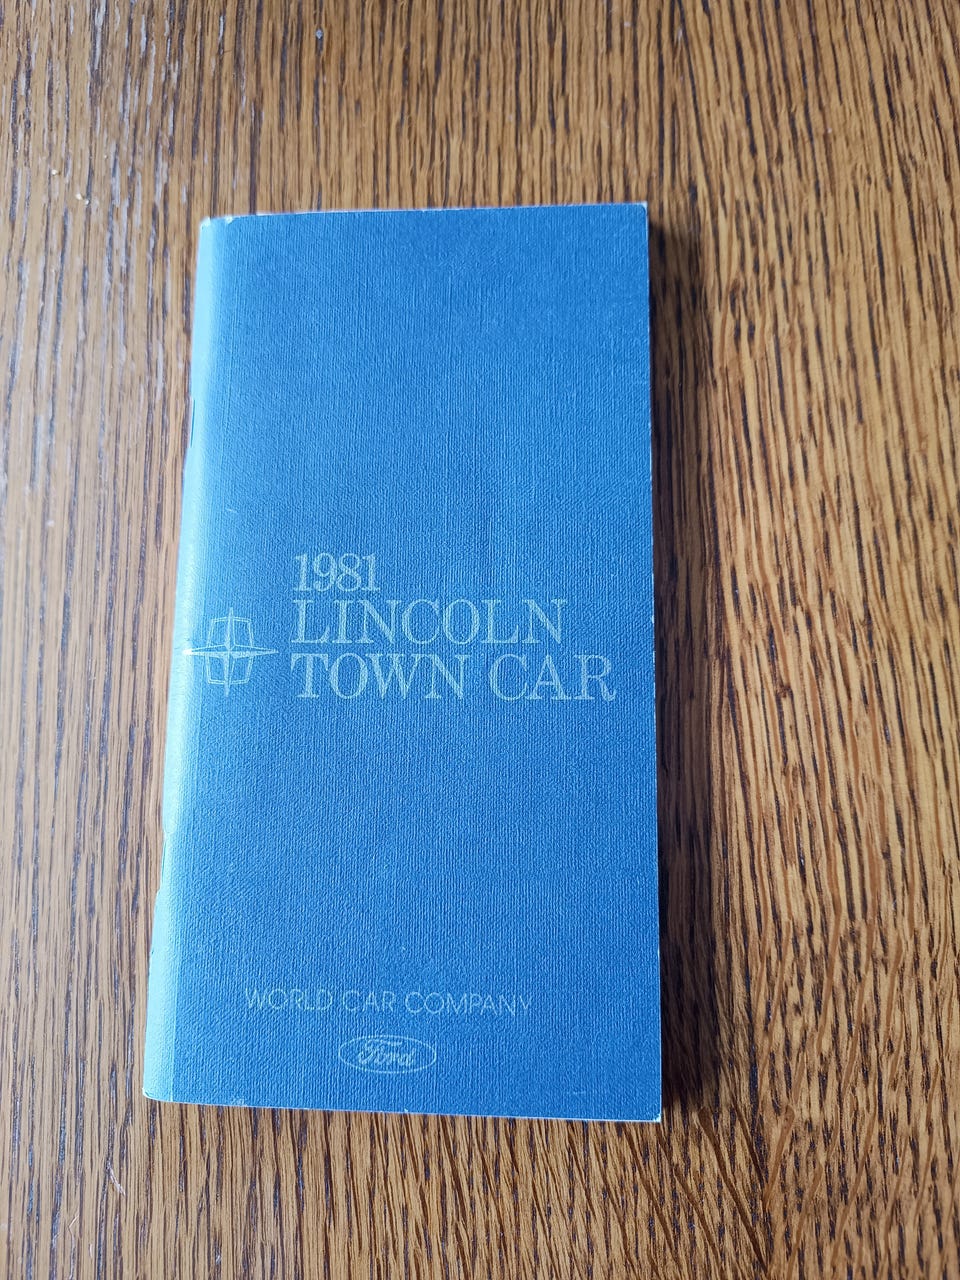 1981
LINCOLN
TOWN CAR
WORLD CAR COMPANY
Ford